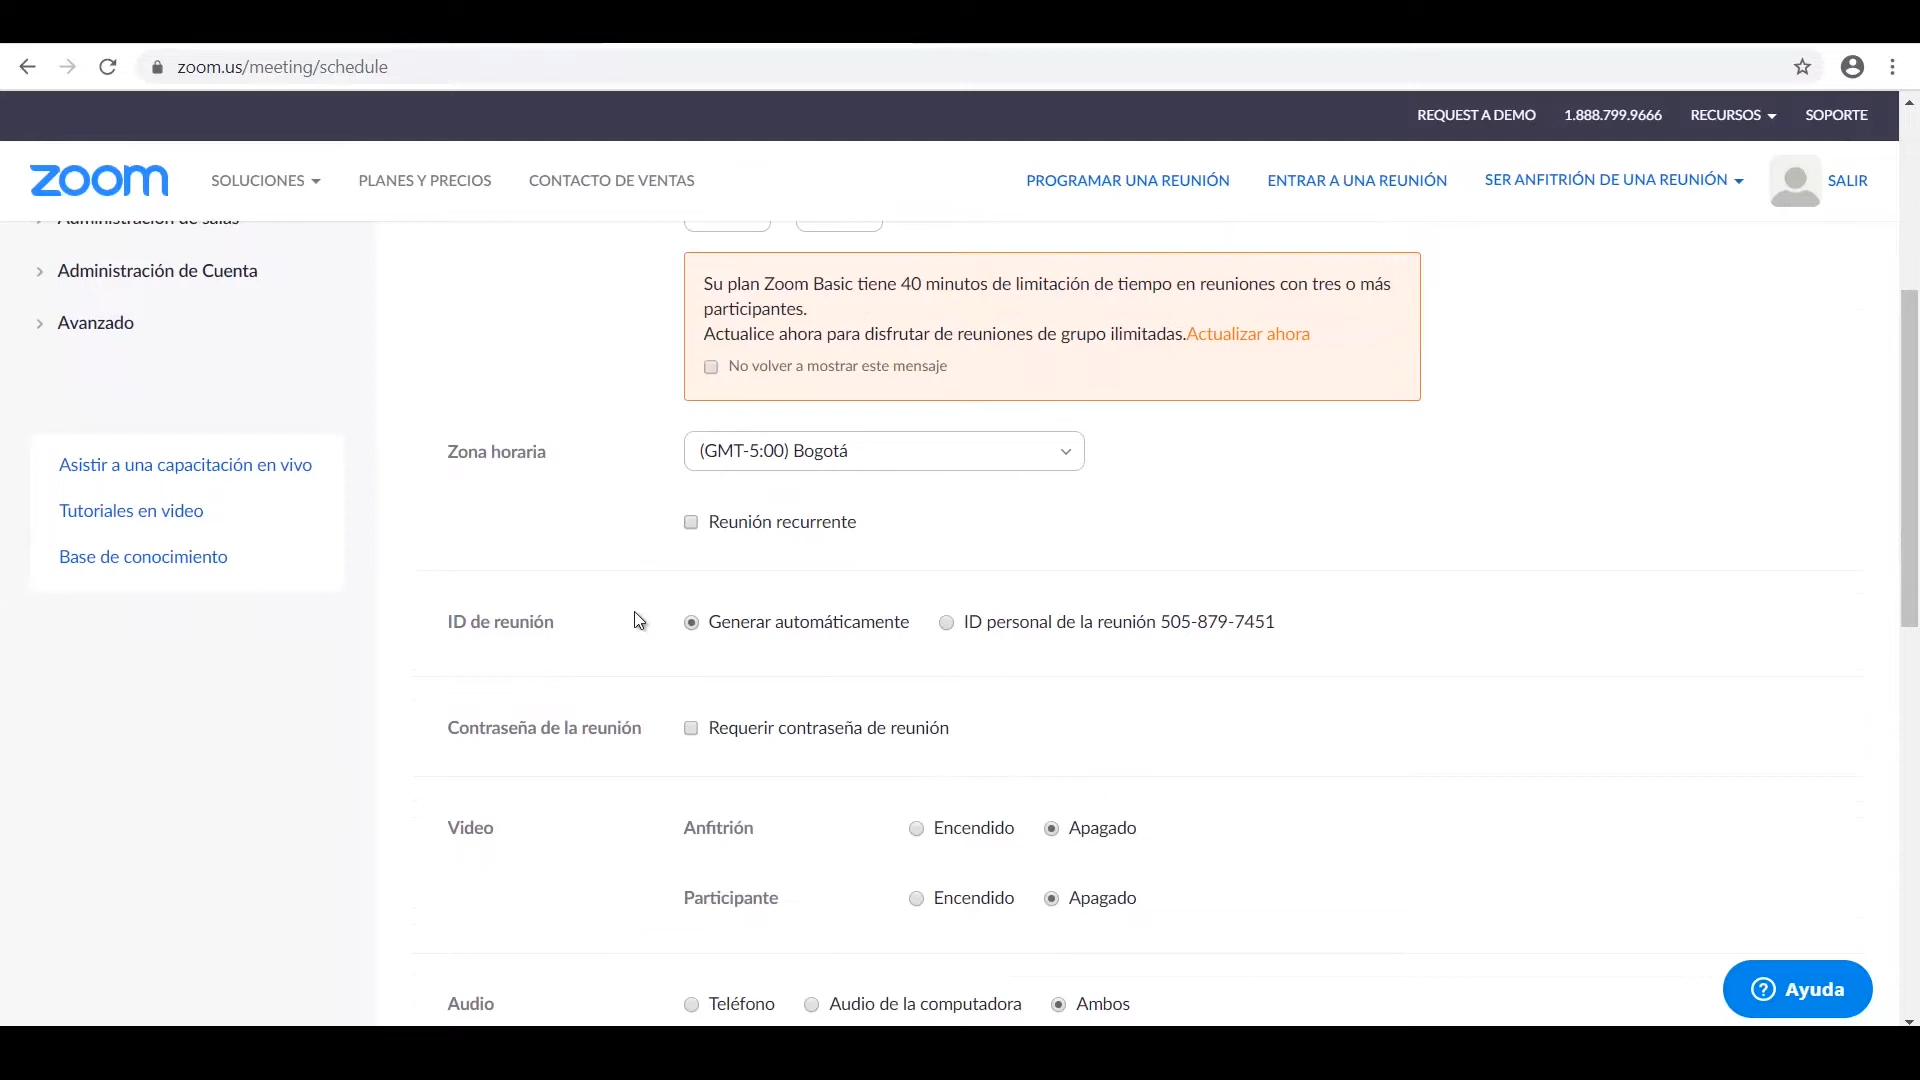 zoom.us/meeting/schedule
REQUEST A DEMO 1.888.799.9666 RECURSOS SOPORTE
zoom SOLUCIONES PLANES Y PRECIOS CONTACTO DE VENTAS PROGRAMAR UNA REUNIÓN ENTRAR A UNA REUNIÓN SER ANFITRIÓN DE UNA REUNIÓN SALIR
Administración de salas
Administración de Cuenta
Avanzado
Asistir a una capacitación en vivo
Tutoriales en video
Base de conocimiento
Su plan Zoom Basic tiene 40 minutos de limitación de tiempo en reuniones con tres o más
participantes.
Actualice ahora para disfrutar de reuniones de grupo ilimitadas.Actualizar ahora
No volver a mostrar este mensaje
Zona horaria (GMT-5:00) Bogotá
Reunión recurrente
ID de reunión Generar automáticamente ID personal de la reunión 505-879-7451
Contraseña de la reunión Requerir contraseña de reunión
Video Anfitrión Encendido Apagado
Participante Encendido Apagado
Audio Teléfono Audio de la computadora Ambos
Ayuda